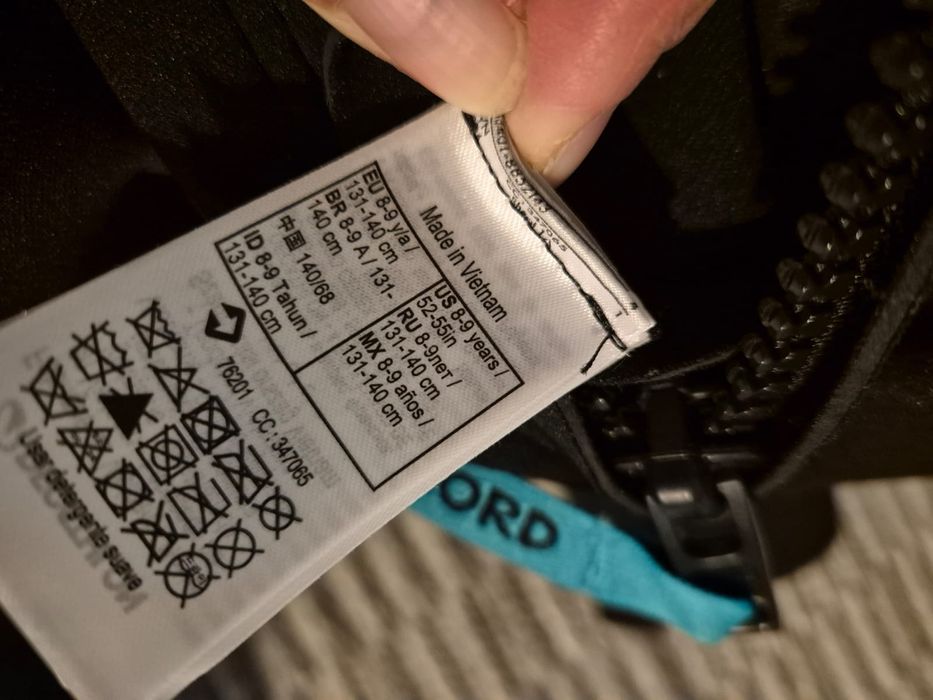 Made in Vietnam
EU 8-9 y/a /
131-140 cm
BR 8-9 A / 131-
140 cm
中国 140/68
ID 8-9 Tahun /
131-140 cm
US 8-9 years /
52-55in
RU 8-9лет /
131-140 cm
MX 8-9 años /
131-140 cm
76201 CC : 347065
Usar detergente suave
ORD